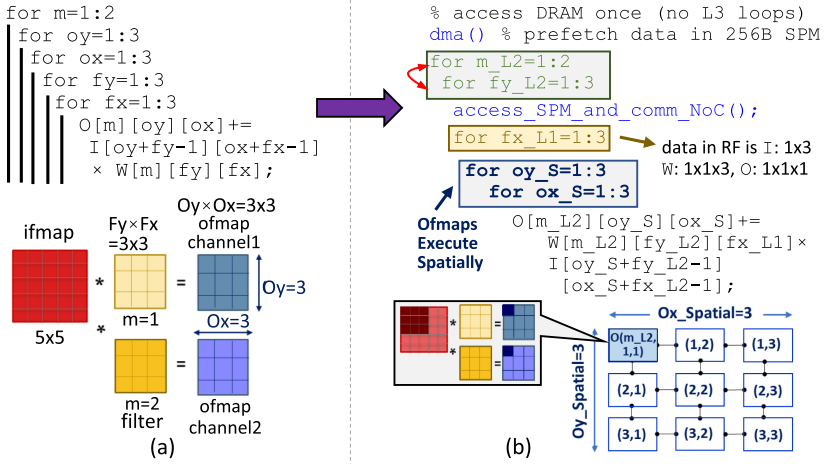 for m=1:2
for oy=1:3
for ox=1:3
for fy=1:3
for fx=1:3
O[m][oy][ox]+=
I[oy+fy-1][ox+fx-1]
× W[m][fy][fx];
ifmap
Fy×Fx
=3x3
Oy×Ox=3x3
ofmap
channel1
*
=
Oy=3
5x5
*
m=1
Ox=3
=
m=2
filter
ofmap
channel2
(a)
% access DRAM once (no L3 loops)
dma() % prefetch data in 256B SPM
for m_L2=1:2
for fy_L2=1:3
access_SPM_and_comm_NoC();
for fx_L1=1:3
data in RF is I: 1x3
W: 1x1x3, O: 1x1x1
for oy_S=1:3
for ox_S=1:3
Ofmaps
Execute
Spatially
O[m_L2][oy_S][ox_S]+=
W[m_L2][fy_L2][fx_L1]×
I[oy_S+fy_L2-1]
[ox_S+fx_L2-1];
*
=
*
=
Ox_Spatial=3
Oy_Spatial=3
O(m_L2,
1,1)
(1,2)
(1,3)
(2,1)
(2,2)
(2,3)
(3,1)
(3,2)
(3,3)
(b)